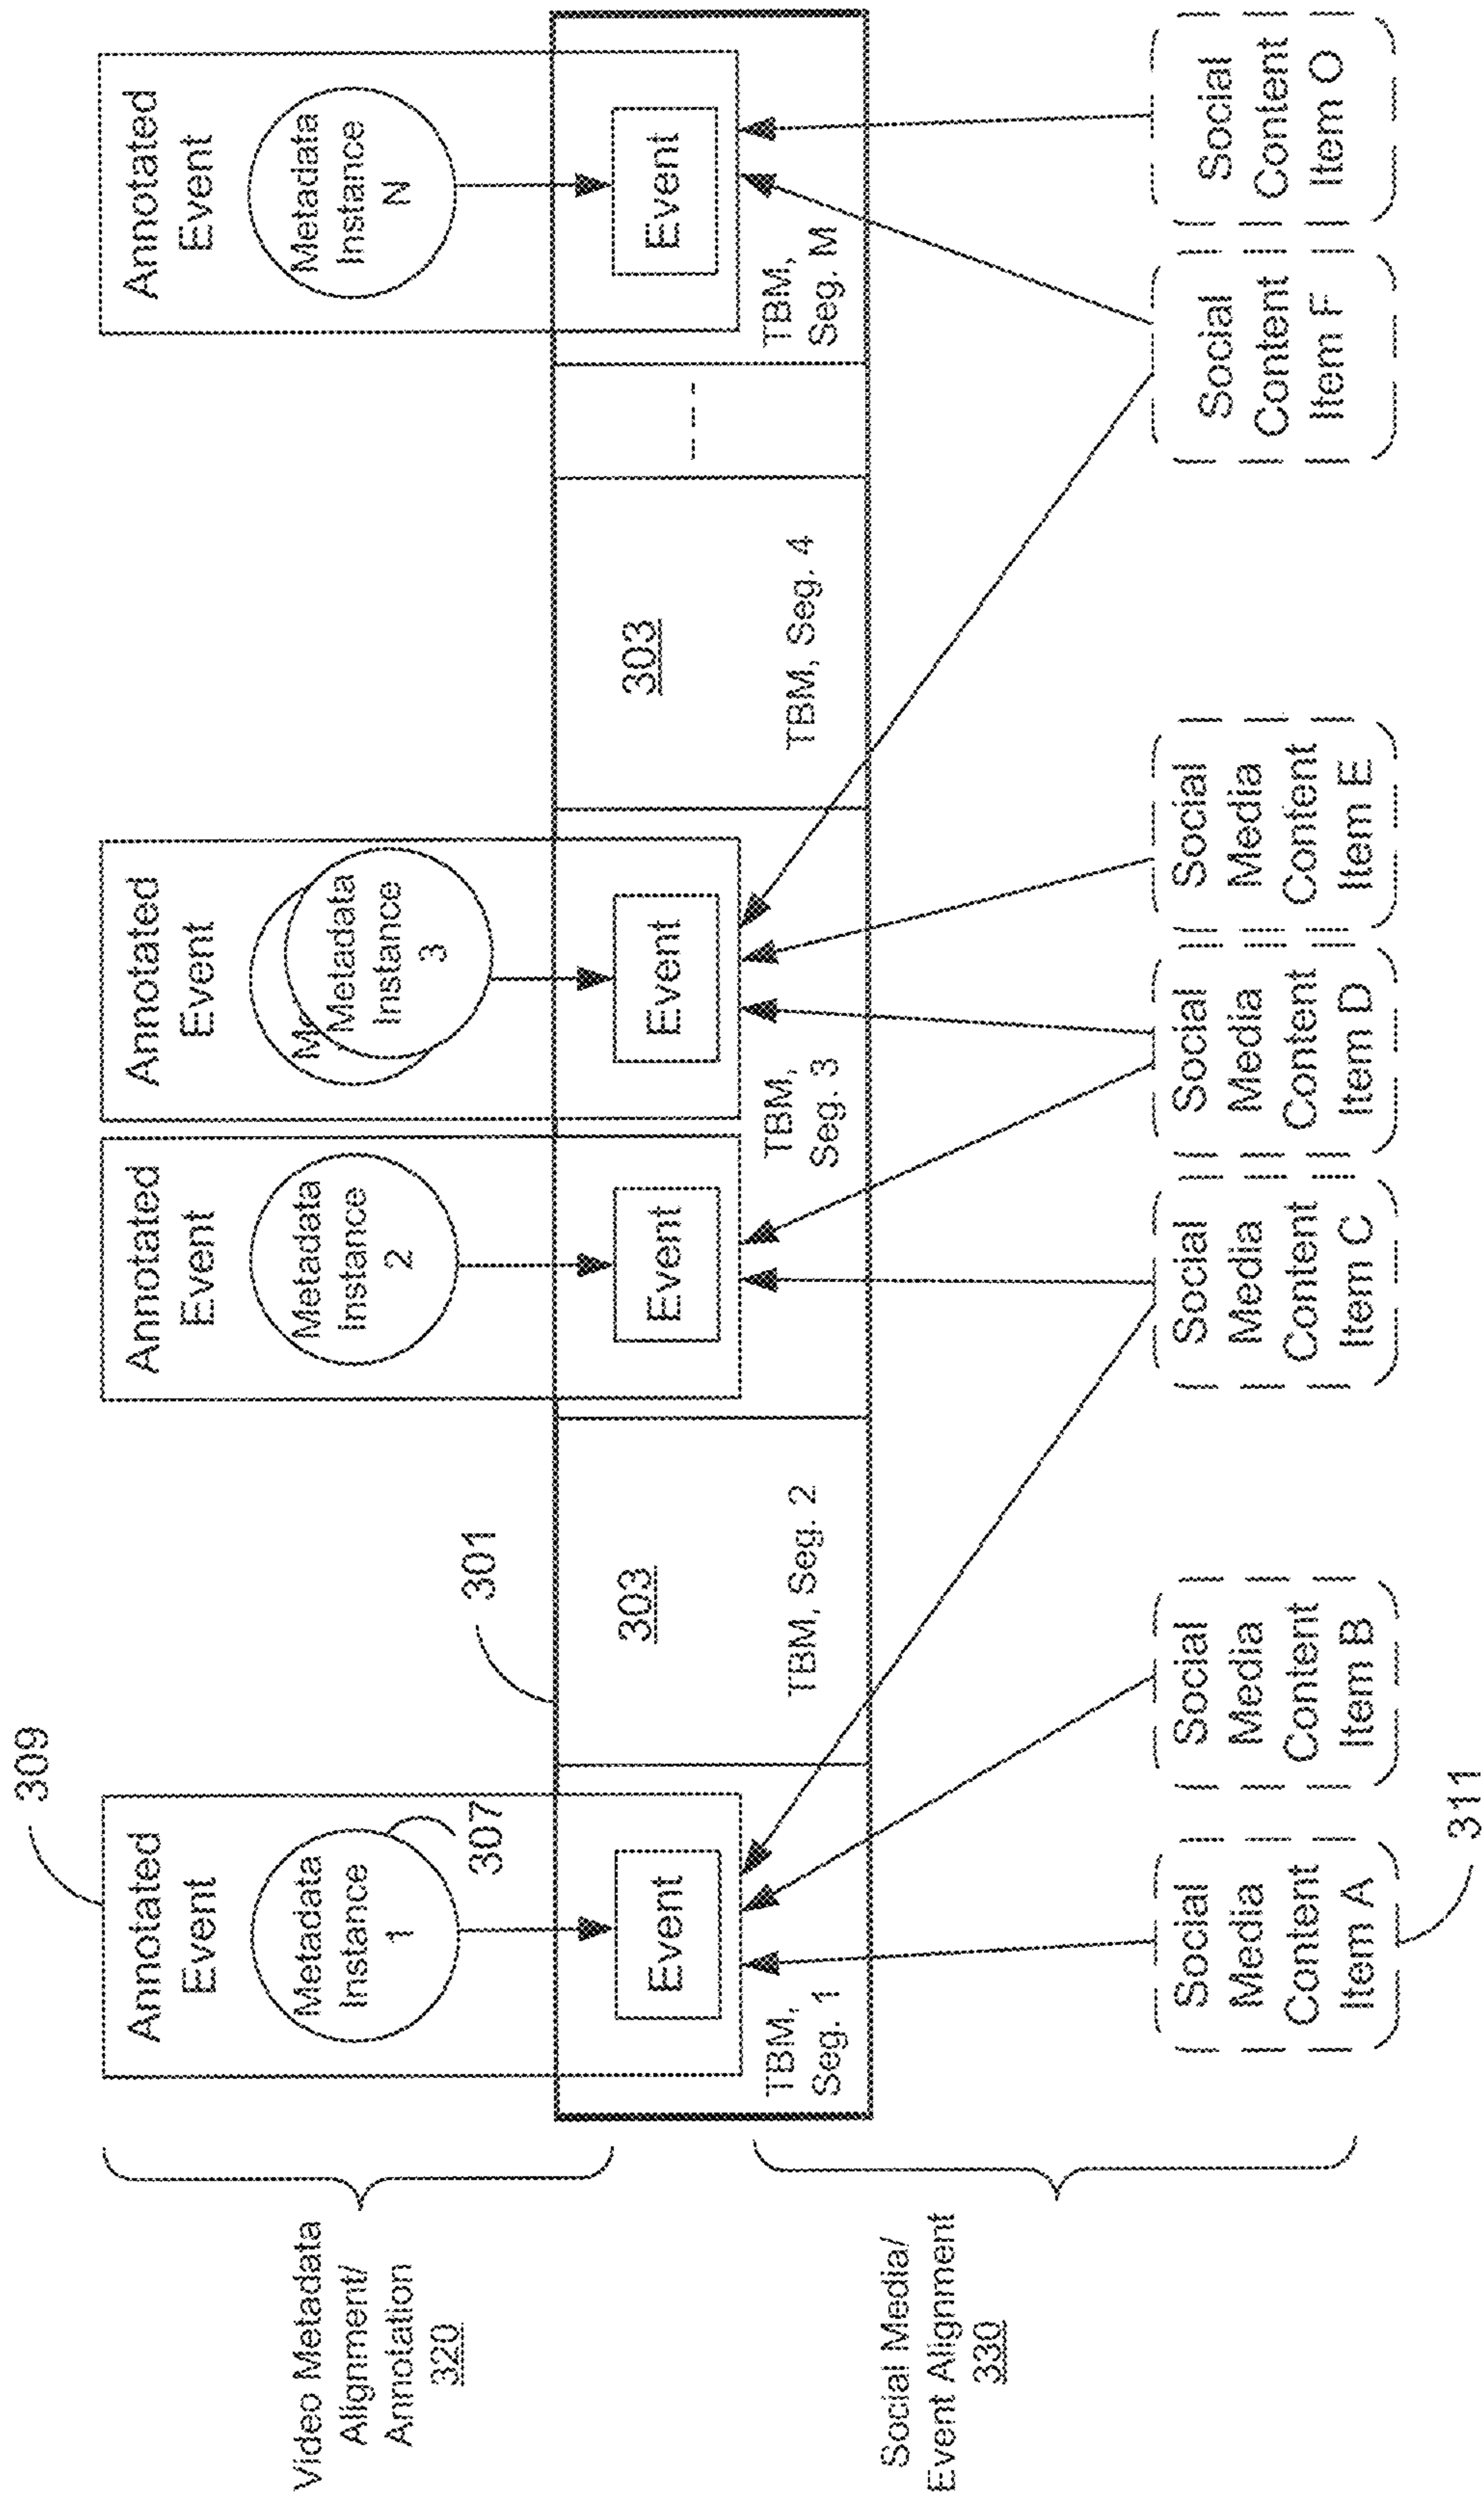 309
Annotated
Event
Metadata
Instance
1
307
Annotated
Event
Metadata
Instance
2
Annotated
Event
Me
Metadata
Instance
3
Annotated
Event
Metadata
Instance
N
Video Metadata
Alignment/
Annotation
320
301
Event
TBM,
Seg. 1
303
TBM, Seg. 2
Event
Event
TBM,
Seg. 3
303
TBM, Seg. 4
Event
TBM,
Seg. M
Social Media/
Event Alignment
330
Social
Media
Content
Item A
311
Social
Media
Content
Item B
Social
Media
Content
Item C
Social
Media
Content
Item D
Social
Media
Content
Item E
Social
Content
Item F
Social
Content
Item O